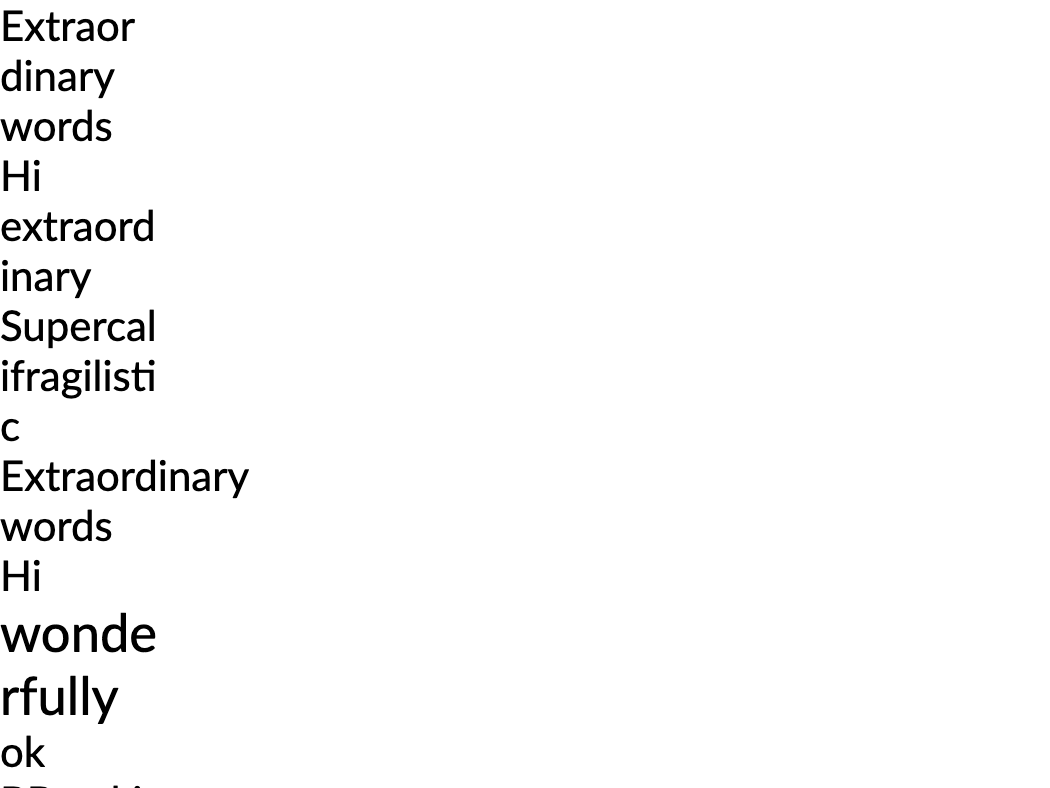 Extraor
dinary
words
Hi
extraord
inary
Supercal
ifragilisti
c
Extraordinary
words
Hi
wonde
rfully
ok